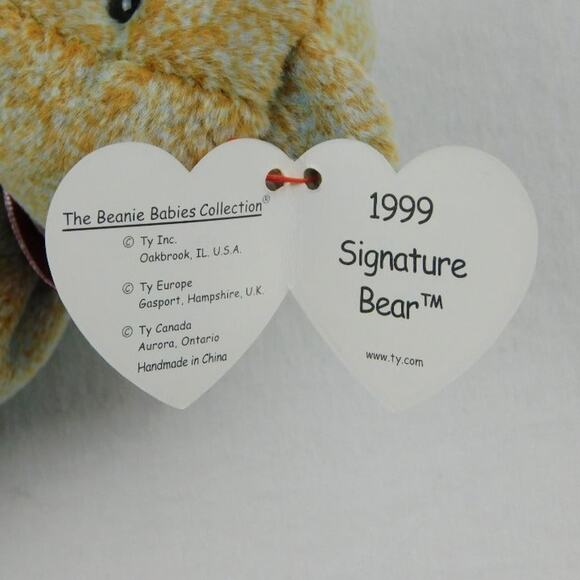 The Beanie Babies Collection®
© Ty Inc.
Oakbrook, IL. U.S.A.
© Ty Europe
Gasport, Hampshire, U.K.
© Ty Canada
Aurora, Ontario
Handmade in China
1999
Signature
Bear™
www.ty.com